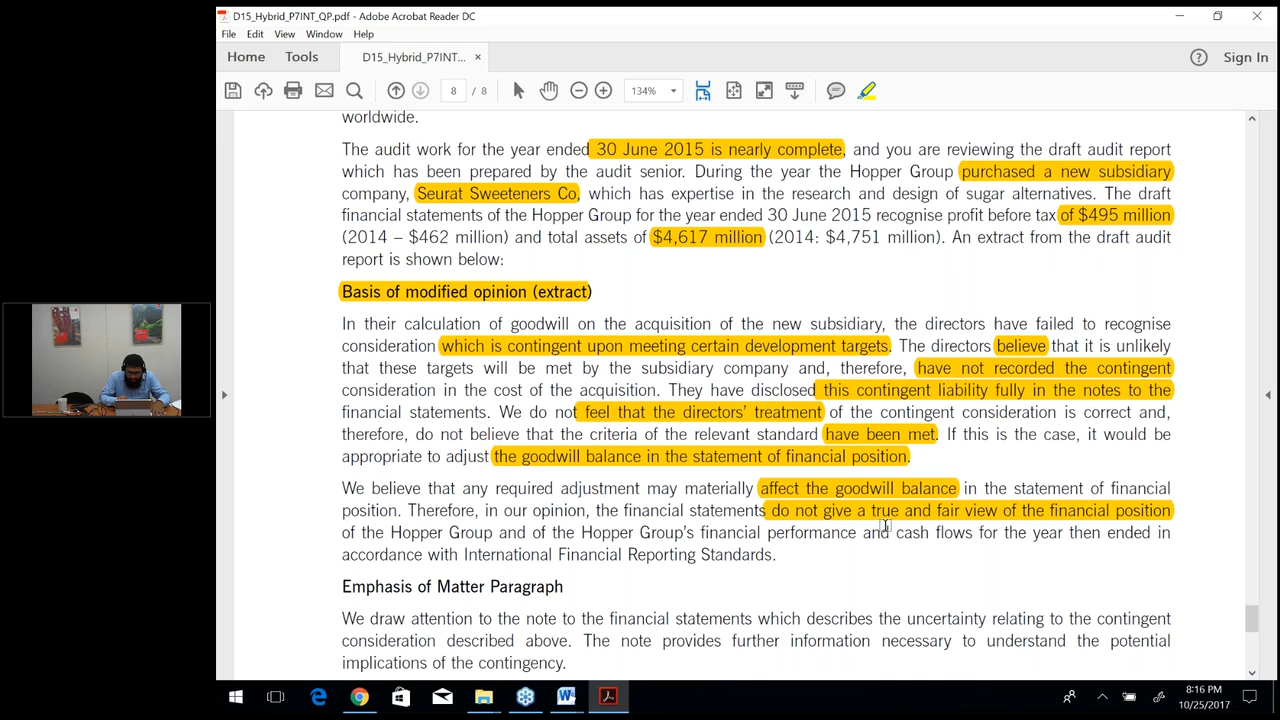 D15_Hybrid_P7INT_QP.pdf - Adobe Acrobat Reader DC
File Edit View Window Help
Home Tools D15_Hybrid_P7INT... × Sign In
8 / 8 134%
worldwide.
The audit work for the year ended 30 June 2015 is nearly complete, and you are reviewing the draft audit report
which has been prepared by the audit senior. During the year the Hopper Group purchased a new subsidiary
company, Seurat Sweeteners Co, which has expertise in the research and design of sugar alternatives. The draft
financial statements of the Hopper Group for the year ended 30 June 2015 recognise profit before tax of $495 million
(2014 – $462 million) and total assets of $4,617 million (2014: $4,751 million). An extract from the draft audit
report is shown below:
Basis of modified opinion (extract)
In their calculation of goodwill on the acquisition of the new subsidiary, the directors have failed to recognise
consideration which is contingent upon meeting certain development targets. The directors believe that it is unlikely
that these targets will be met by the subsidiary company and, therefore, have not recorded the contingent
consideration in the cost of the acquisition. They have disclosed this contingent liability fully in the notes to the
financial statements. We do not feel that the directors’ treatment of the contingent consideration is correct and,
therefore, do not believe that the criteria of the relevant standard have been met. If this is the case, it would be
appropriate to adjust the goodwill balance in the statement of financial position.
We believe that any required adjustment may materially affect the goodwill balance in the statement of financial
position. Therefore, in our opinion, the financial statements do not give a true and fair view of the financial position
of the Hopper Group and of the Hopper Group’s financial performance and cash flows for the year then ended in
accordance with International Financial Reporting Standards.
Emphasis of Matter Paragraph
We draw attention to the note to the financial statements which describes the uncertainty relating to the contingent
consideration described above. The note provides further information necessary to understand the potential
implications of the contingency.
8:16 PM
10/25/2017